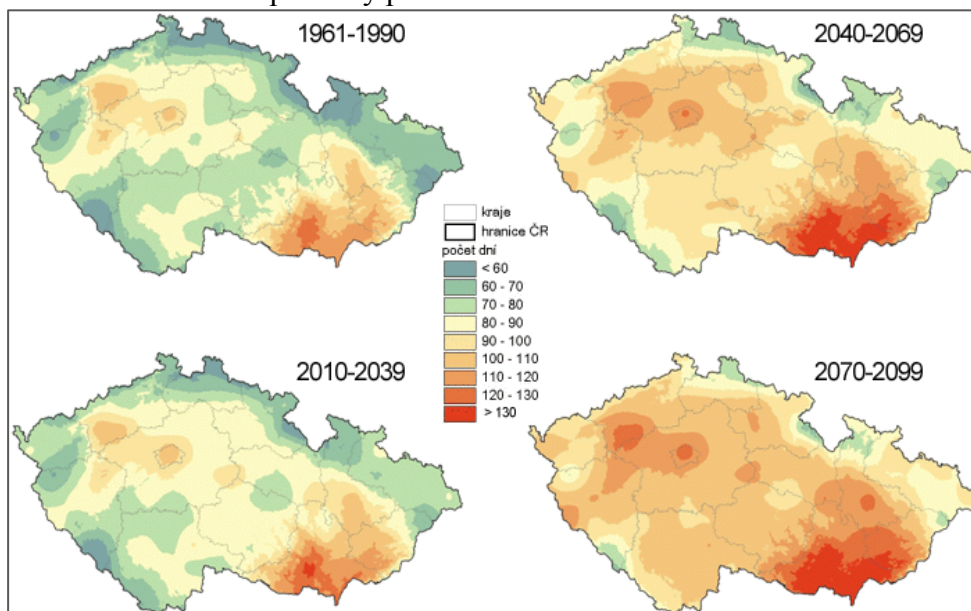 1961-1990
2040-2069
kraje
hranice ČR
počet dní
< 60
60 - 70
70 - 80
80 - 90
90 - 100
100 - 110
110 - 120
120 - 130
> 130
2010-2039
2070-2099